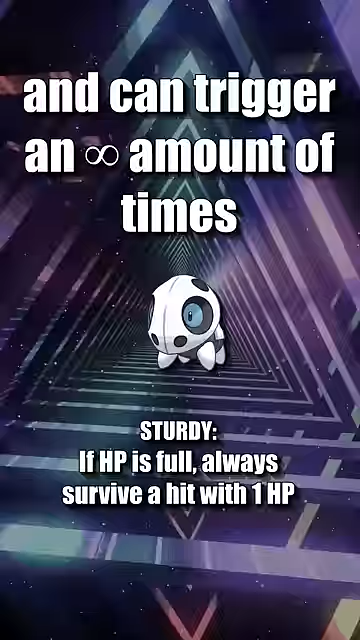 and can trigger
an ∞ amount of
times
STURDY:
If HP is full, always
survive a hit with 1 HP